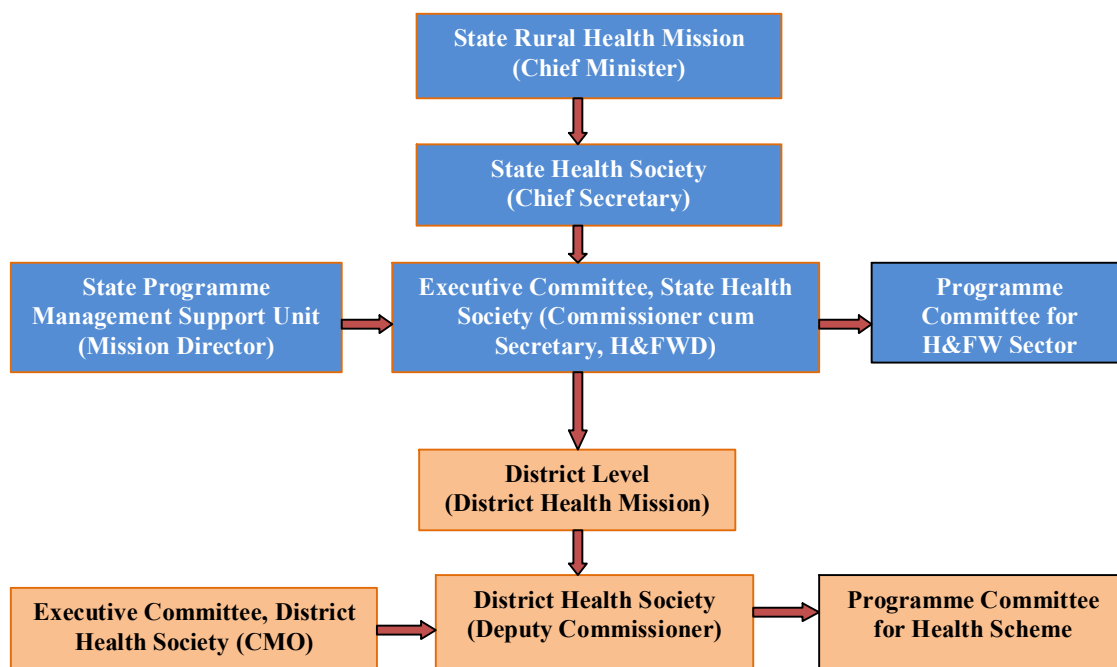 State Rural Health Mission
(Chief Minister)
State Health Society
(Chief Secretary)
State Programme
Management Support Unit
(Mission Director)
Executive Committee, State Health
Society (Commissioner cum
Secretary, H&FWD)
Programme
Committee for
H&FW Sector
District Level
(District Health Mission)
Executive Committee, District
Health Society (CMO)
District Health Society
(Deputy Commissioner)
Programme Committee
for Health Scheme